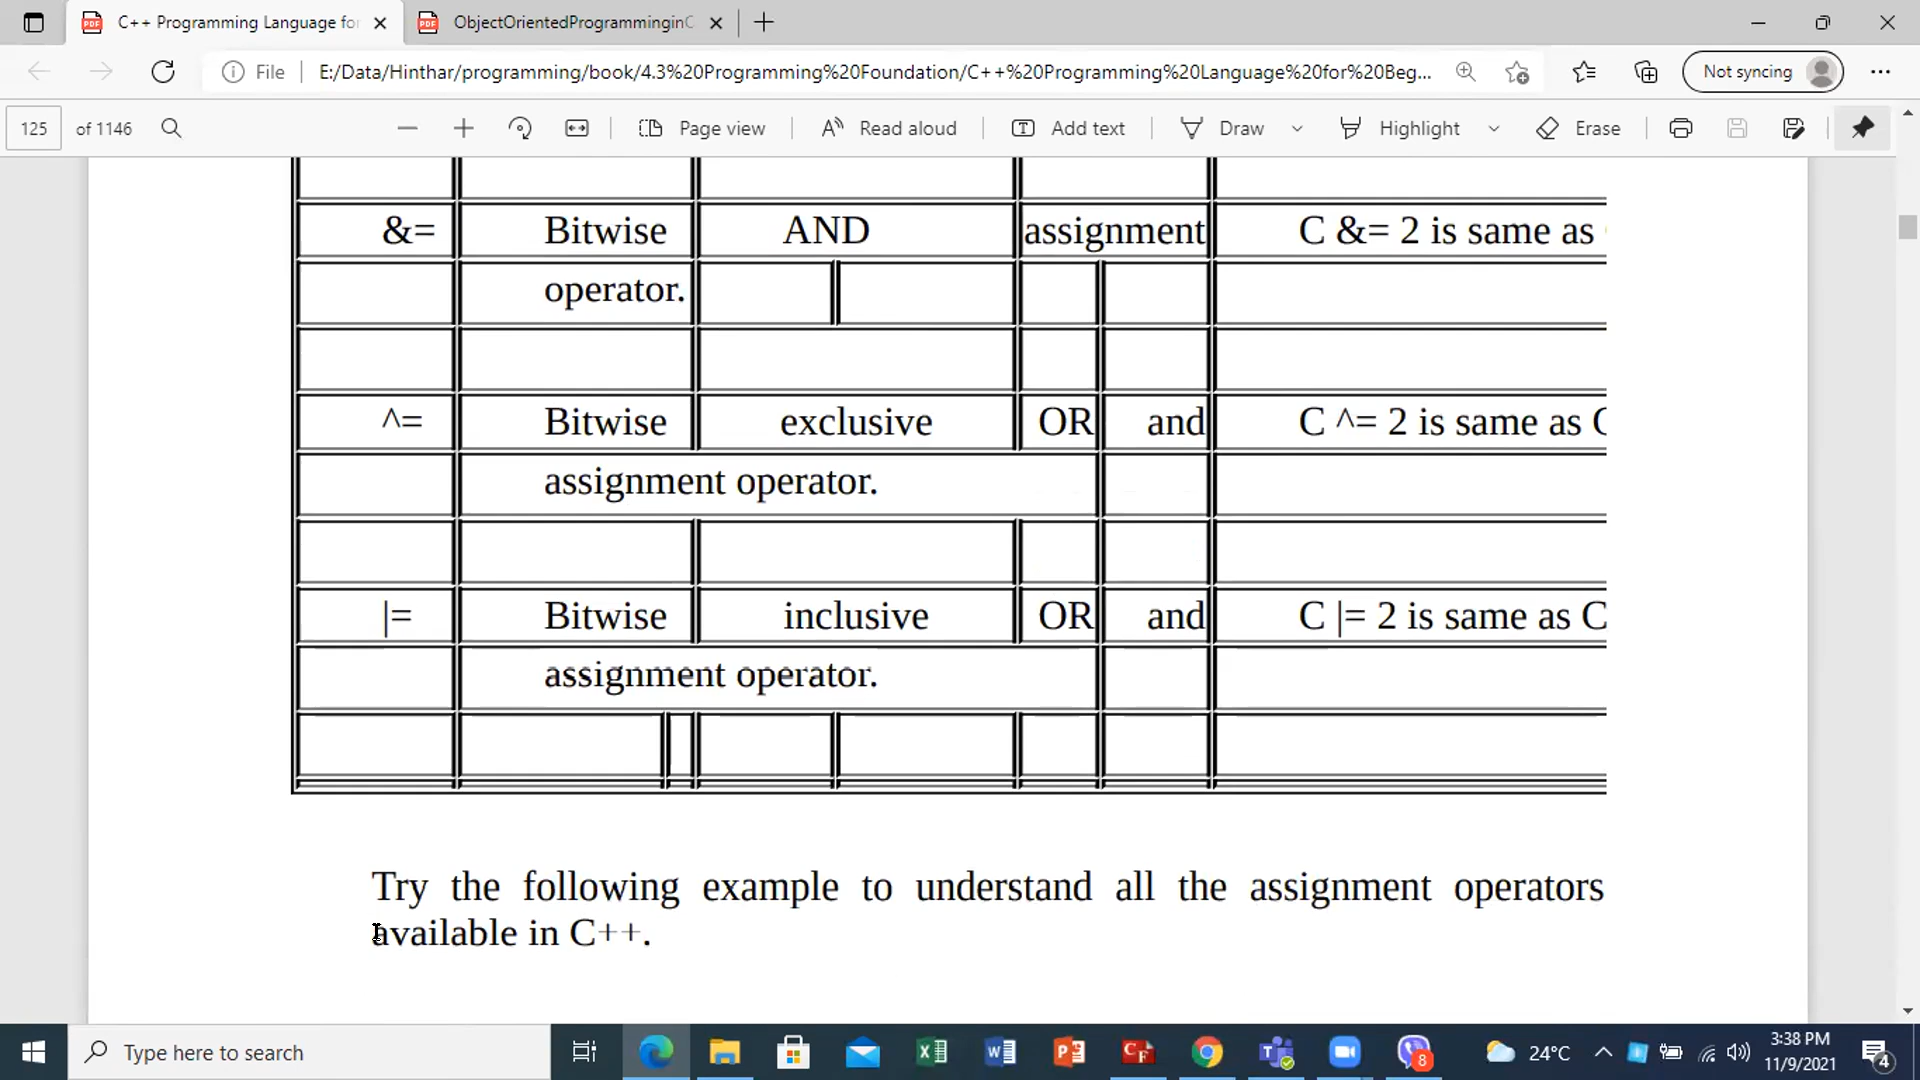 C++ Programming Language for
ObjectOrientedProgramminginC
File
E:/Data/Hinthar/programming/book/4.3%20Programming%20Foundation/C++%20Programming%20Language%20for%20Beg...
Not syncing
125 of 1146
Page view
Read aloud
Add text
Draw
Highlight
Erase
&= Bitwise AND assignment C &= 2 is same as
operator.
^= Bitwise exclusive OR and C ^= 2 is same as C
assignment operator.
|= Bitwise inclusive OR and C |= 2 is same as C
assignment operator.
Try the following example to understand all the assignment operators
available in C++.
Type here to search
8
24°C
3:38 PM
11/9/2021
4